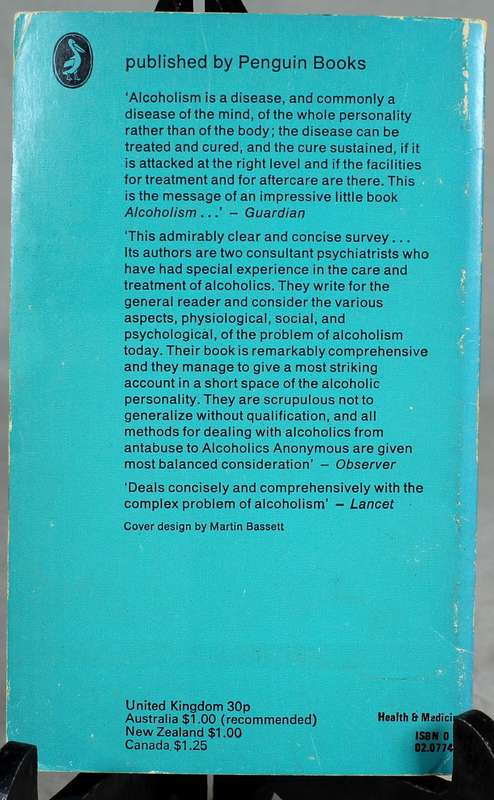 published by Penguin Books
'Alcoholism is a disease, and commonly a
disease of the mind, of the whole personality
rather than of the body; the disease can be
treated and cured, and the cure sustained, if it
is attacked at the right level and if the facilities
for treatment and for aftercare are there. This
is the message of an impressive little book
Alcoholism . . .' – Guardian
'This admirably clear and concise survey . . .
Its authors are two consultant psychiatrists who
have had special experience in the care and
treatment of alcoholics. They write for the
general reader and consider the various
aspects, physiological, social, and
psychological, of the problem of alcoholism
today. Their book is remarkably comprehensive
and they manage to give a most striking
account in a short space of the alcoholic
personality. They are scrupulous not to
generalize without qualification, and all
methods for dealing with alcoholics from
antabuse to Alcoholics Anonymous are given
most balanced consideration' – Observer
'Deals concisely and comprehensively with the
complex problem of alcoholism' – Lancet
Cover design by Martin Bassett
United Kingdom 30p
Australia $1.00 (recommended)
New Zealand $1.00
Canada $1.25
Health &
ISBN 0
02.0774